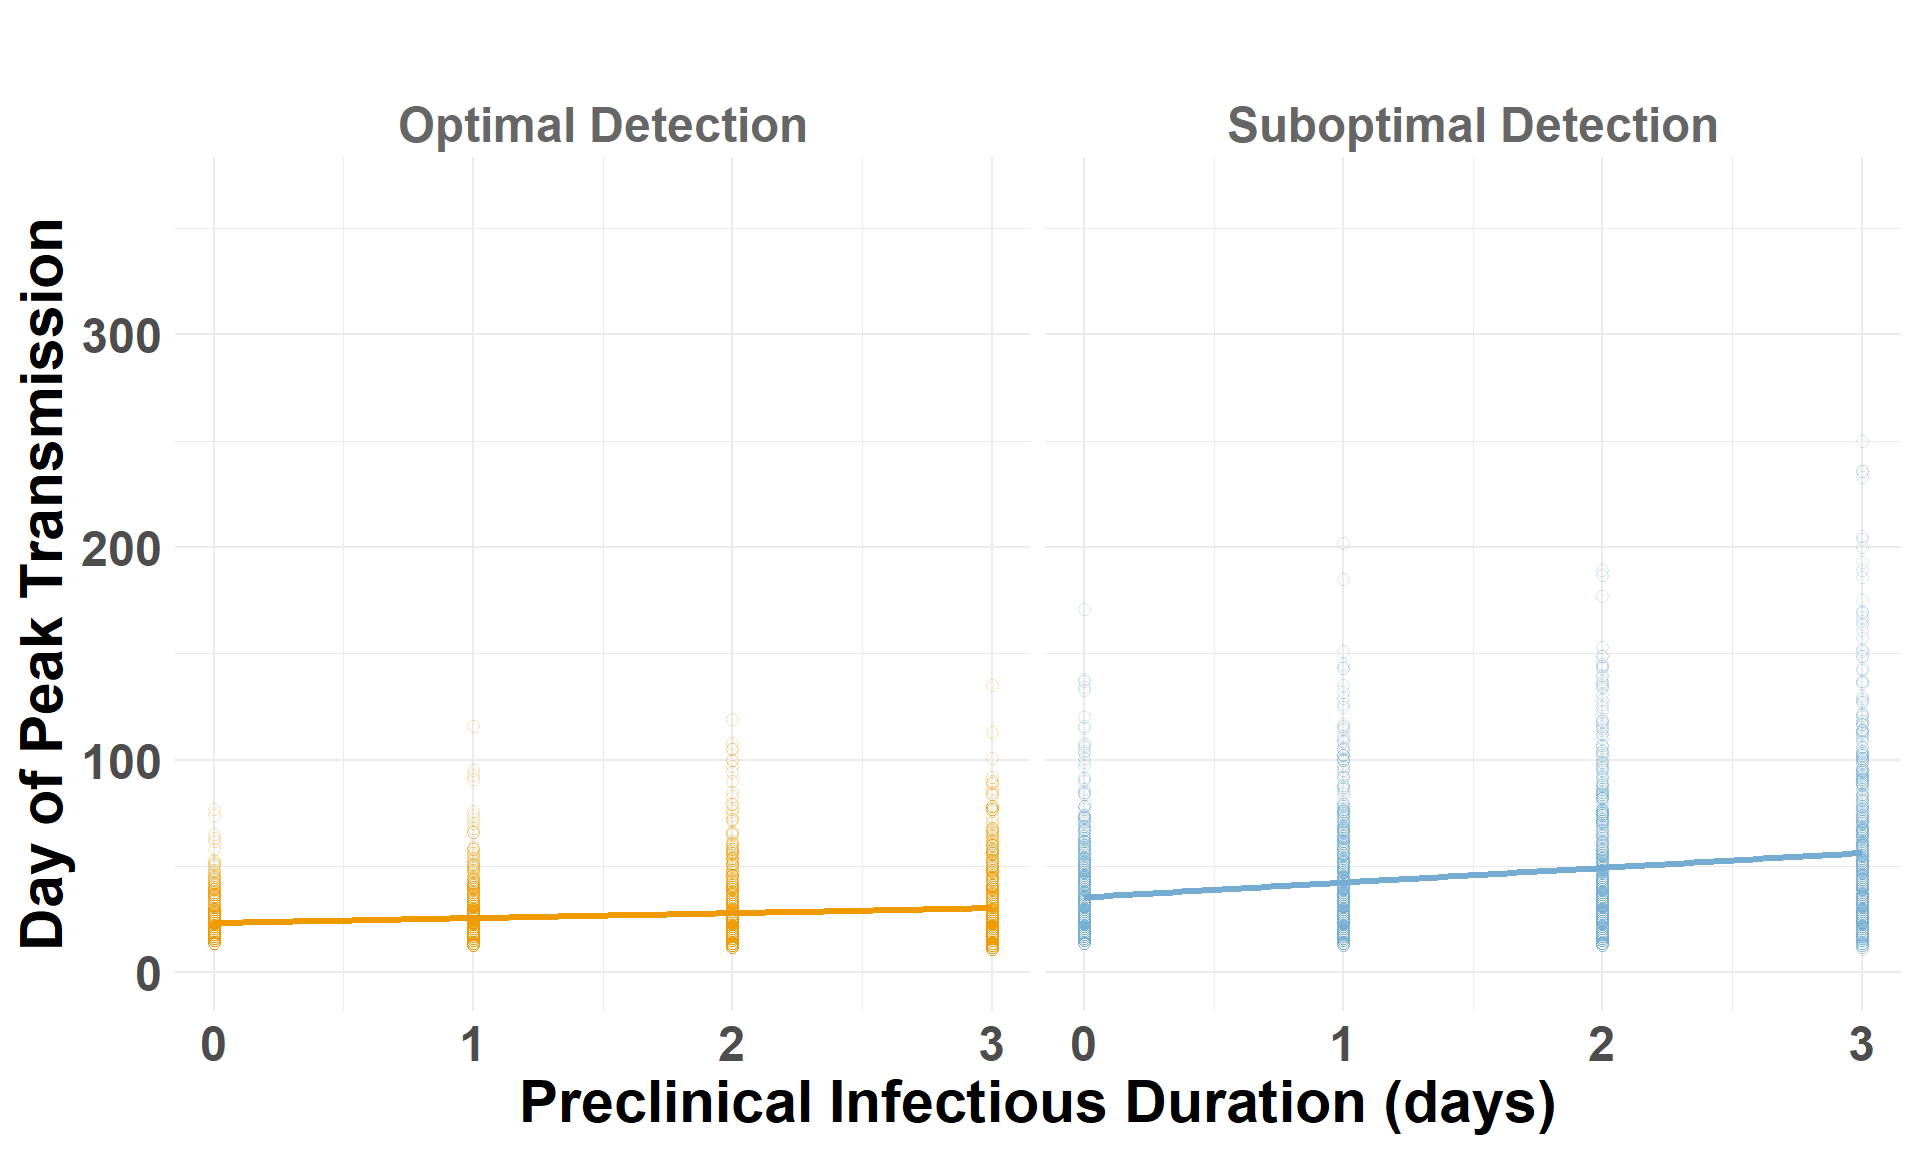 Optimal Detection
Suboptimal Detection
Day of Peak Transmission
300
200
100
0
0 1 2 3
0 1 2 3
Preclinical Infectious Duration (days)